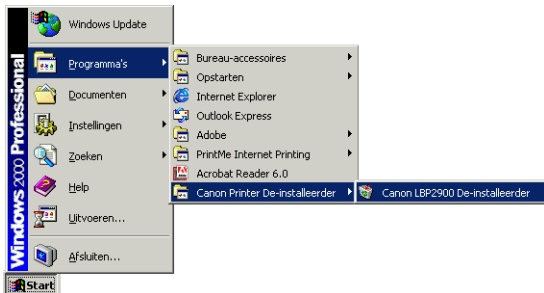 Windows 2000 Professional
Windows Update
Programma's
Documenten
Instellingen
Zoeken
Help
Uitvoeren...
Afsluiten...
Start
Bureau-accessoires
Opstarten
Internet Explorer
Outlook Express
Adobe
PrintMe Internet Printing
Acrobat Reader 6.0
Canon Printer De-installeerder
Canon LBP2900 De-installeerder